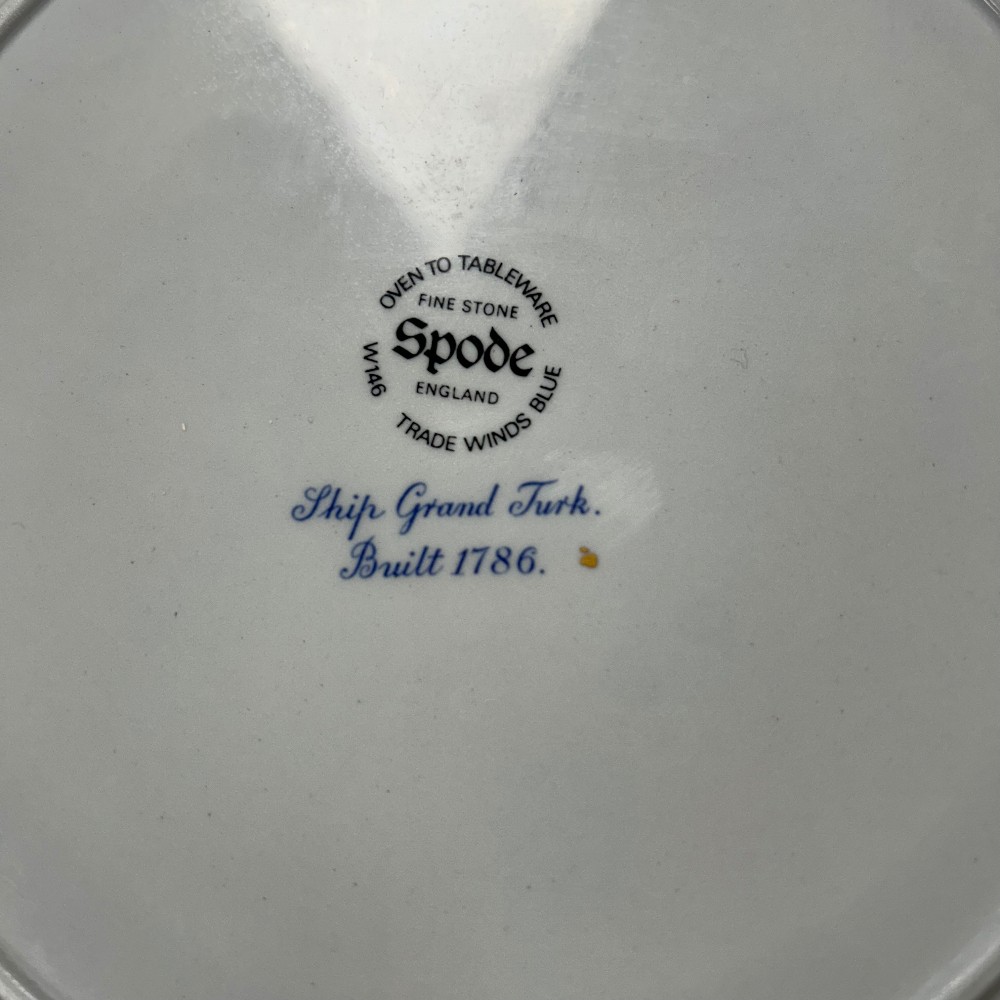 OVEN TO TABLEWARE
FINE STONE
Spode
ENGLAND
W146
TRADE WINDS BLUE
Ship Grand Turk.
Built 1786.